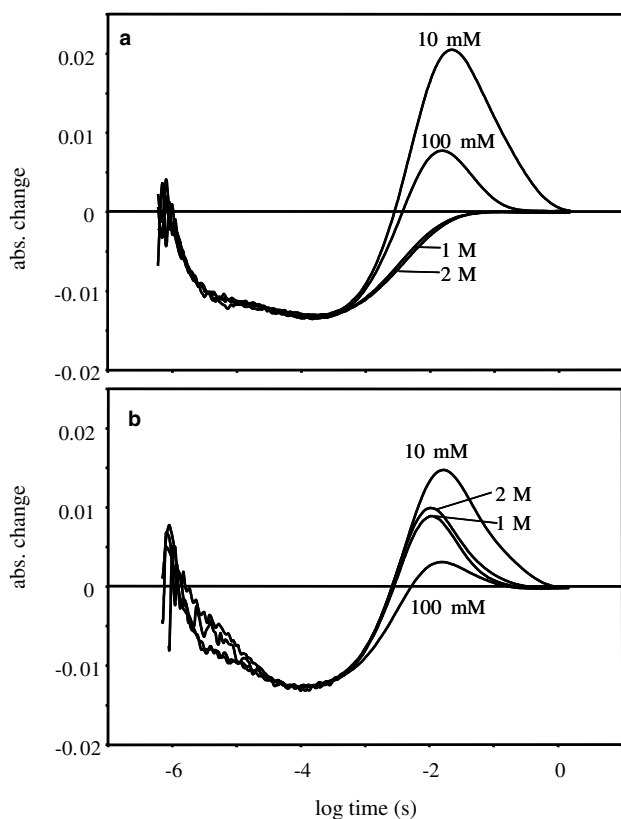 a
0.02
0.01
0
-0.01
-0.02
abs. change
10 mM
100 mM
1 M
2 M
b
0.02
0.01
0
-0.01
-0.02
abs. change
10 mM
2 M
1 M
100 mM
-6 -4 -2 0
log time (s)